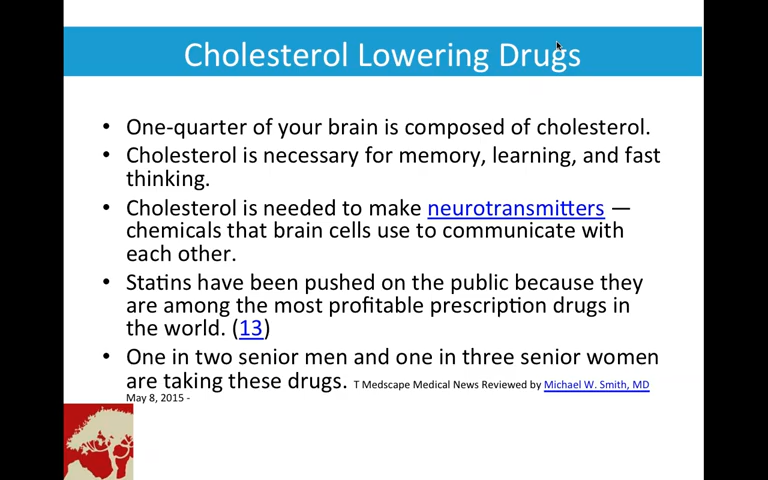 Cholesterol Lowering Drugs
• One-quarter of your brain is composed of cholesterol.
• Cholesterol is necessary for memory, learning, and fast
thinking.
• Cholesterol is needed to make neurotransmitters —
chemicals that brain cells use to communicate with
each other.
• Statins have been pushed on the public because they
are among the most profitable prescription drugs in
the world. (13)
• One in two senior men and one in three senior women
are taking these drugs. T Medscape Medical News Reviewed by Michael W. Smith, MD
May 8, 2015 -